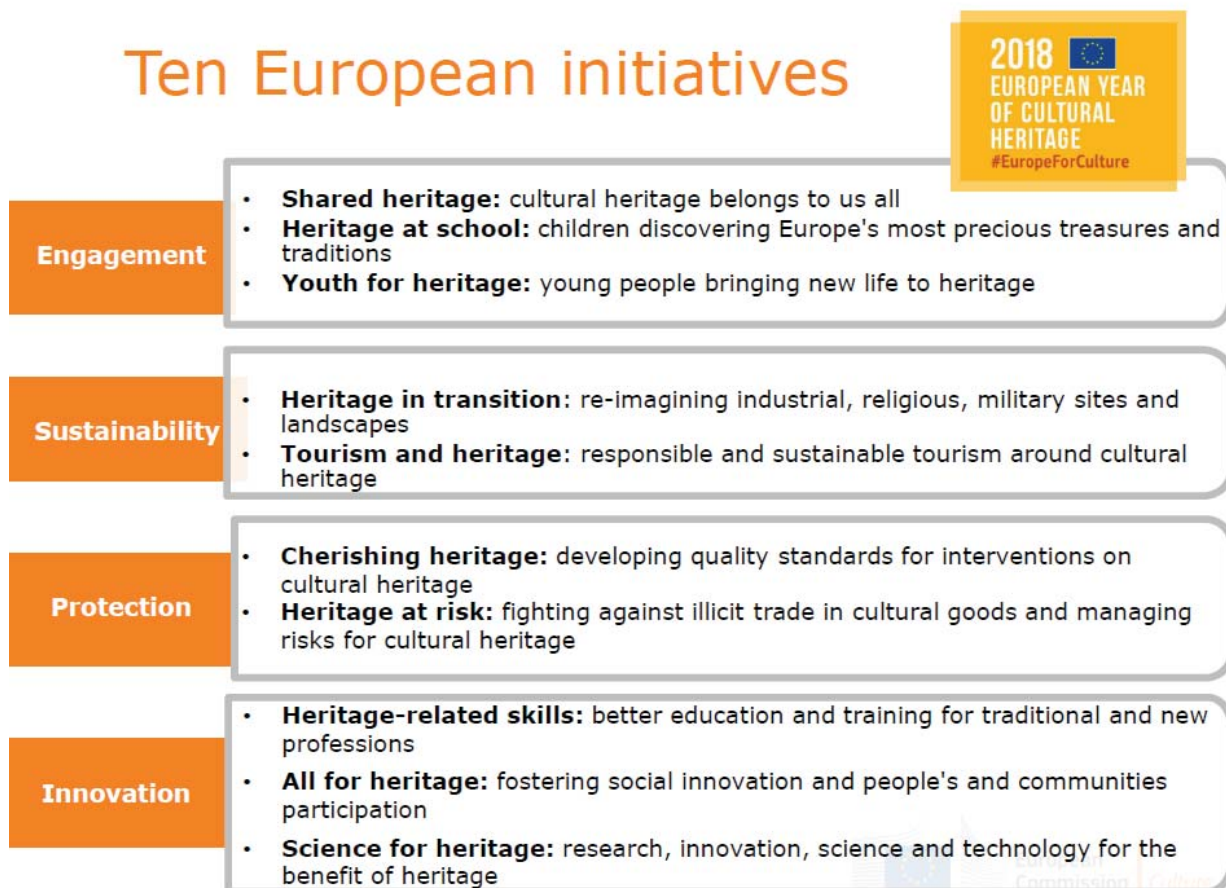 Ten European initiatives
2018
EUROPEAN YEAR
OF CULTURAL
HERITAGE
#EuropeForCulture
Engagement
• Shared heritage: cultural heritage belongs to us all
• Heritage at school: children discovering Europe's most precious treasures and
traditions
• Youth for heritage: young people bringing new life to heritage
Sustainability
• Heritage in transition: re-imagining industrial, religious, military sites and
landscapes
• Tourism and heritage: responsible and sustainable tourism around cultural
heritage
Protection
• Cherishing heritage: developing quality standards for interventions on
cultural heritage
• Heritage at risk: fighting against illicit trade in cultural goods and managing
risks for cultural heritage
Innovation
• Heritage-related skills: better education and training for traditional and new
professions
• All for heritage: fostering social innovation and people's and communities
participation
• Science for heritage: research, innovation, science and technology for the
benefit of heritage
European
Commission
Culture